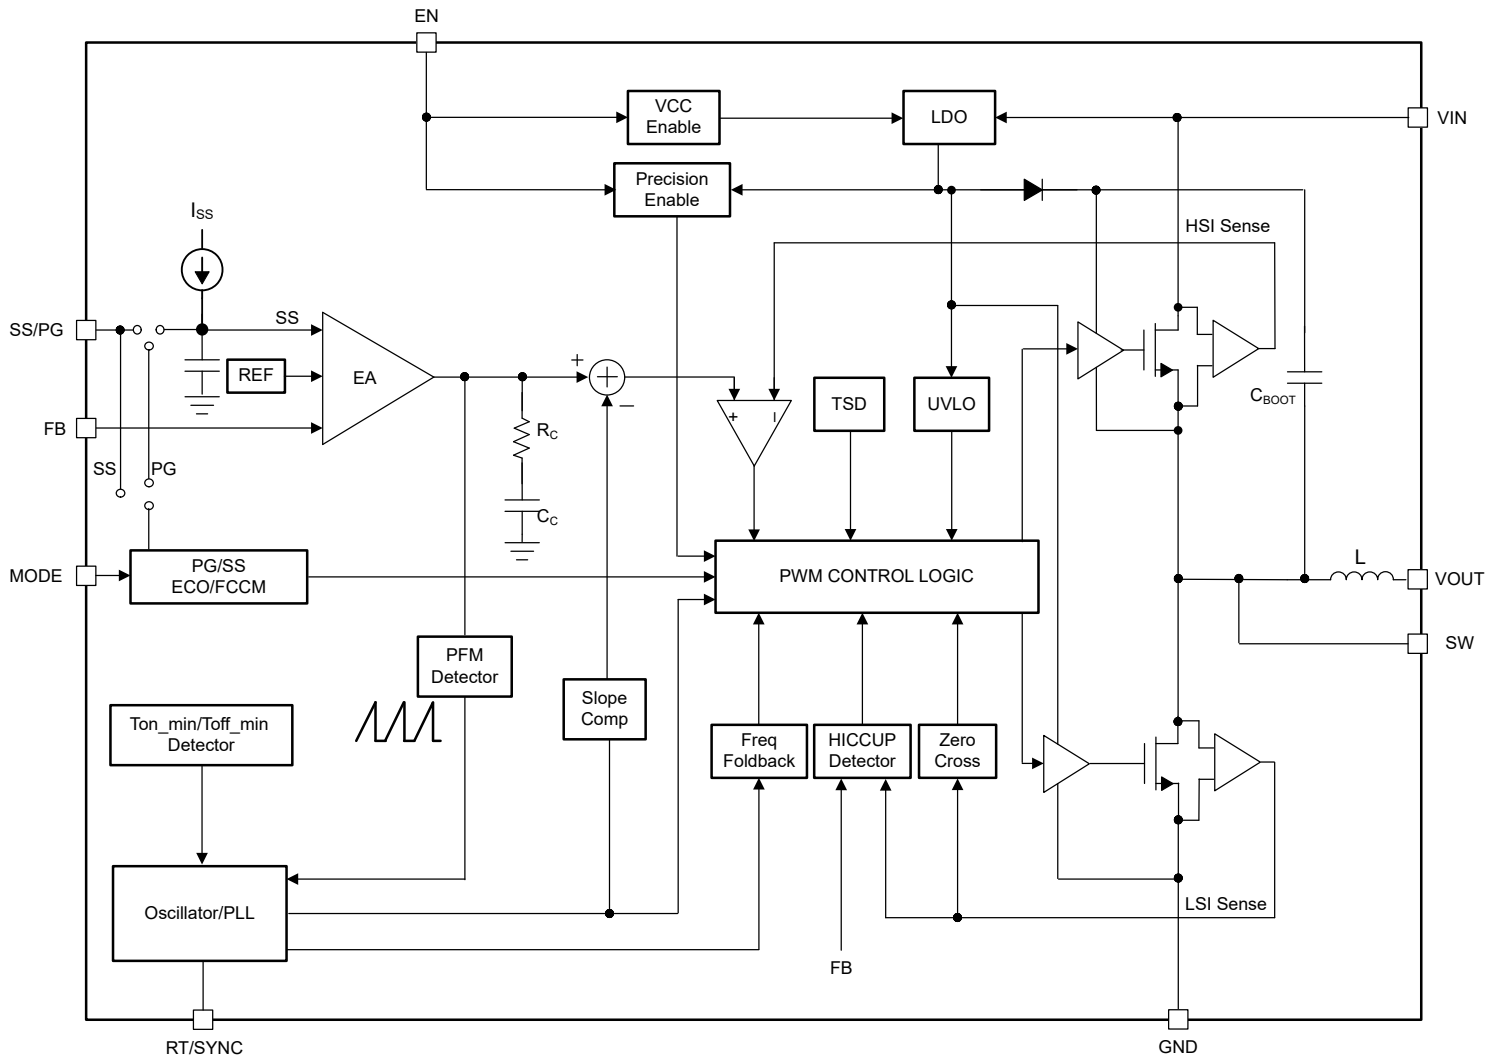 EN
VCC
Enable
LDO
VIN
Precision
Enable
ISS
HSI Sense
SS/PG
SS
REF
EA
+
−
+
−
TSD
UVLO
CBOOT
FB
RC
SS
PG
CC
MODE
PG/SS
ECO/FCCM
PWM CONTROL LOGIC
L
VOUT
SW
PFM
Detector
Slope
Comp
Ton_min/Toff_min
Detector
Freq
Foldback
HICCUP
Detector
Zero
Cross
Oscillator/PLL
LSI Sense
FB
RT/SYNC
GND